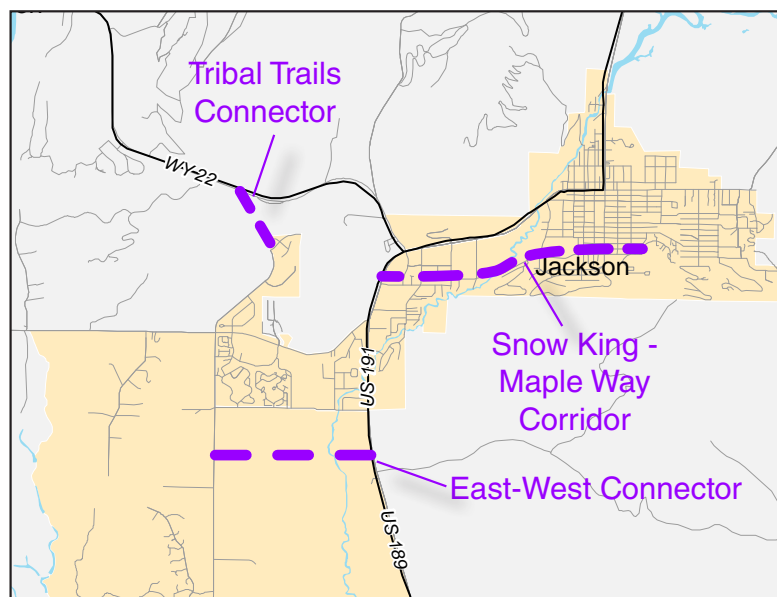 Tribal Trails
Connector
WY-22
Jackson
Snow King -
Maple Way
Corridor
US-191
East-West Connector
US-189